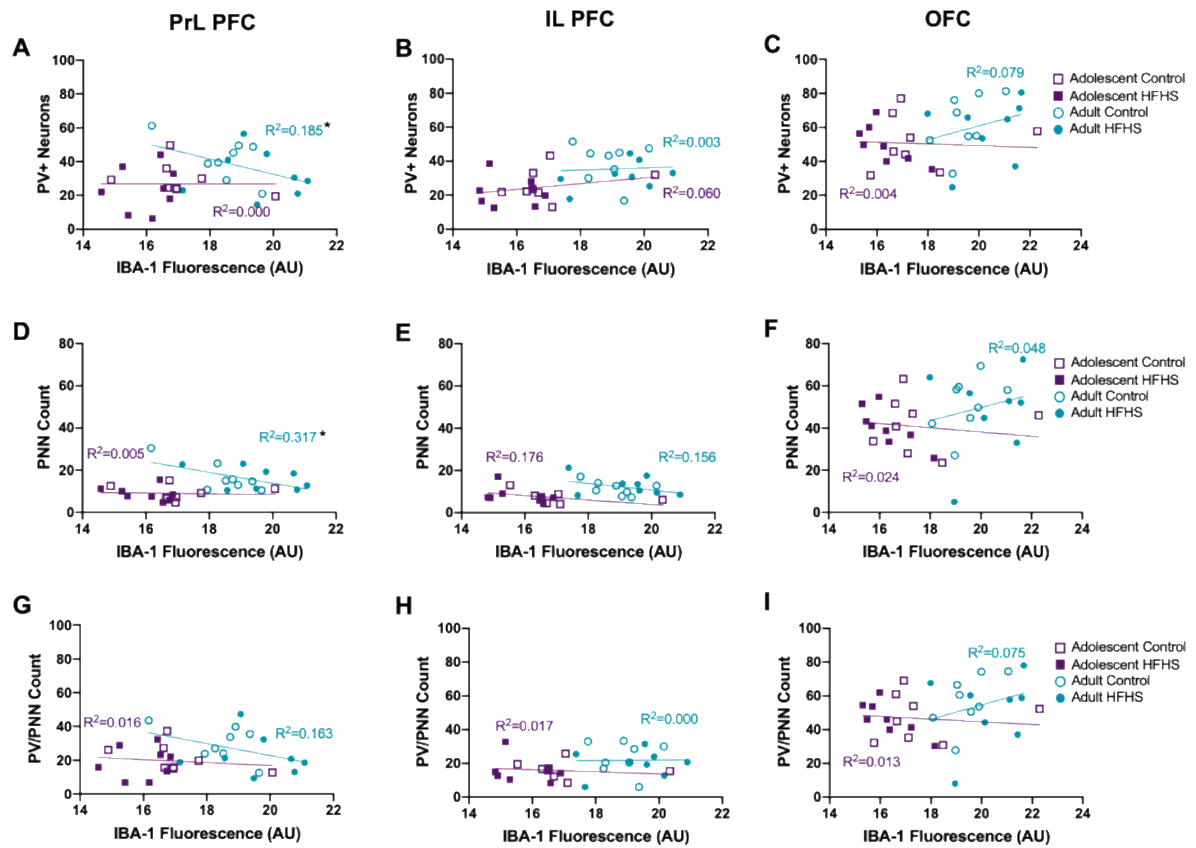 PrL PFC
IL PFC
OFC
A
PV+ Neurons
100
80
60
40
20
0
R²=0.185*
R²=0.000
14 16 18 20 22
IBA-1 Fluorescence (AU)
B
PV+ Neurons
100
80
60
40
20
0
R²=0.003
R²=0.060
14 16 18 20 22
IBA-1 Fluorescence (AU)
C
PV+ Neurons
100
80
60
40
20
0
R²=0.079
R²=0.004
14 16 18 20 22 24
IBA-1 Fluorescence (AU)
Adolescent Control
Adolescent HFHS
Adult Control
Adult HFHS
D
PNN Count
80
60
40
20
0
R²=0.005
R²=0.317*
14 16 18 20 22
IBA-1 Fluorescence (AU)
E
PNN Count
80
60
40
20
0
R²=0.176
R²=0.156
14 16 18 20 22
IBA-1 Fluorescence (AU)
F
PNN Count
80
60
40
20
0
R²=0.048
R²=0.024
14 16 18 20 22 24
IBA-1 Fluorescence (AU)
Adolescent Control
Adolescent HFHS
Adult Control
Adult HFHS
G
PV/PNN Count
100
80
60
40
20
0
R²=0.016
R²=0.163
14 16 18 20 22
IBA-1 Fluorescence (AU)
H
PV/PNN Count
100
80
60
40
20
0
R²=0.017
R²=0.000
14 16 18 20 22
IBA-1 Fluorescence (AU)
I
PV/PNN Count
100
80
60
40
20
0
R²=0.075
R²=0.013
14 16 18 20 22 24
IBA-1 Fluorescence (AU)
Adolescent Control
Adolescent HFHS
Adult Control
Adult HFHS